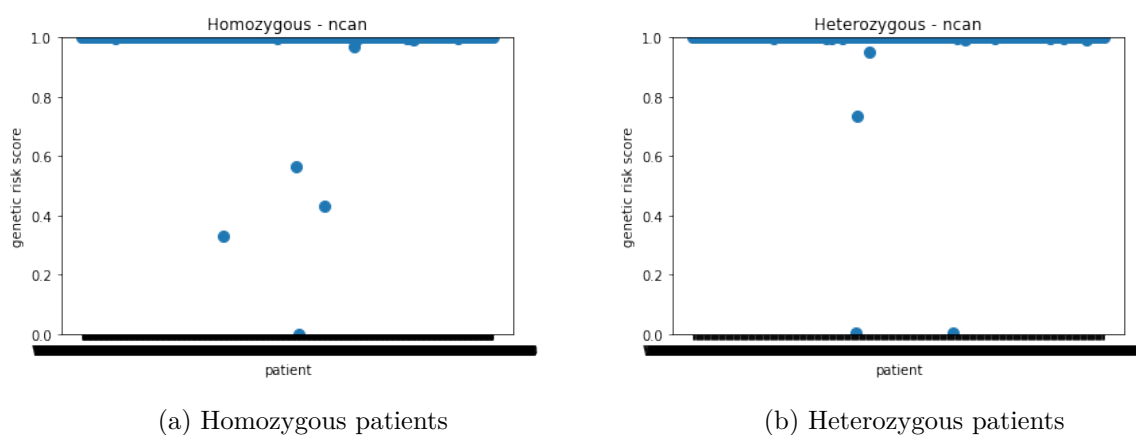 Homozygous - ncan
1.0
0.8
0.6
0.4
0.2
0.0
genetic risk score
patient
(a) Homozygous patients
Heterozygous - ncan
1.0
0.8
0.6
0.4
0.2
0.0
genetic risk score
patient
(b) Heterozygous patients